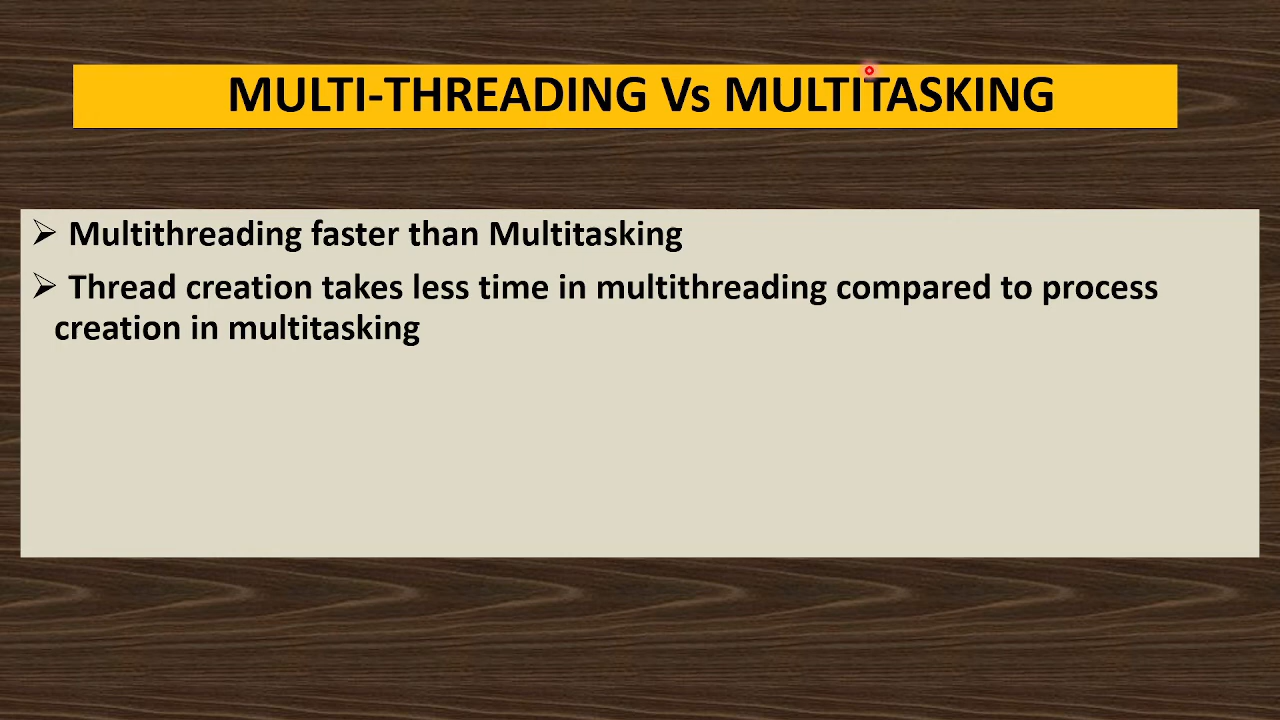 MULTI-THREADING Vs MULTITASKING
➢ Multithreading faster than Multitasking
➢ Thread creation takes less time in multithreading compared to process
creation in multitasking